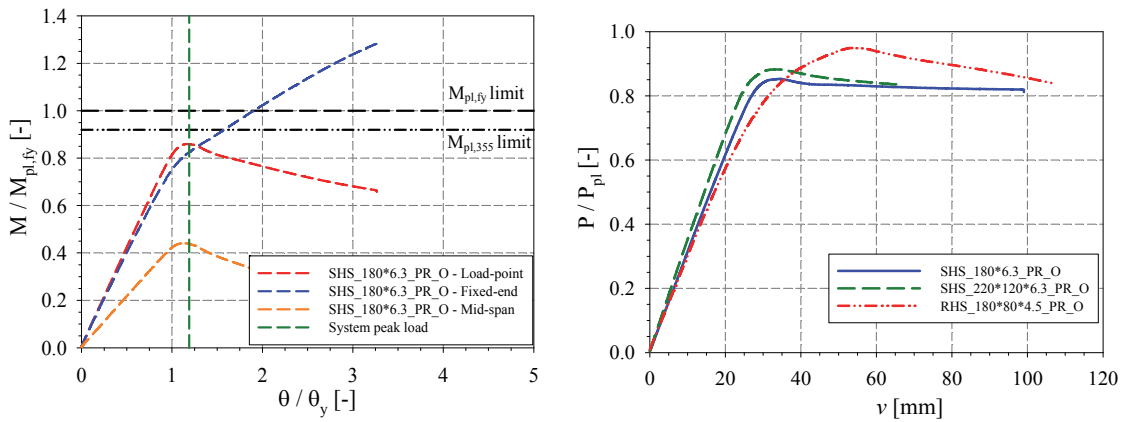 M / M_pl,fy [-]
1.4
1.2
1.0
0.8
0.6
0.4
0.2
0.0
M_pl,fy limit
M_pl,355 limit
SHS_180*6.3_PR_O - Load-point
SHS_180*6.3_PR_O - Fixed-end
SHS_180*6.3_PR_O - Mid-span
System peak load
0 1 2 3 4 5
θ / θ_y [-]
P / P_pl [-]
1.0
0.8
0.6
0.4
0.2
0.0
SHS_180*6.3_PR_O
SHS_220*120*6.3_PR_O
RHS_180*80*4.5_PR_O
0 20 40 60 80 100 120
v [mm]